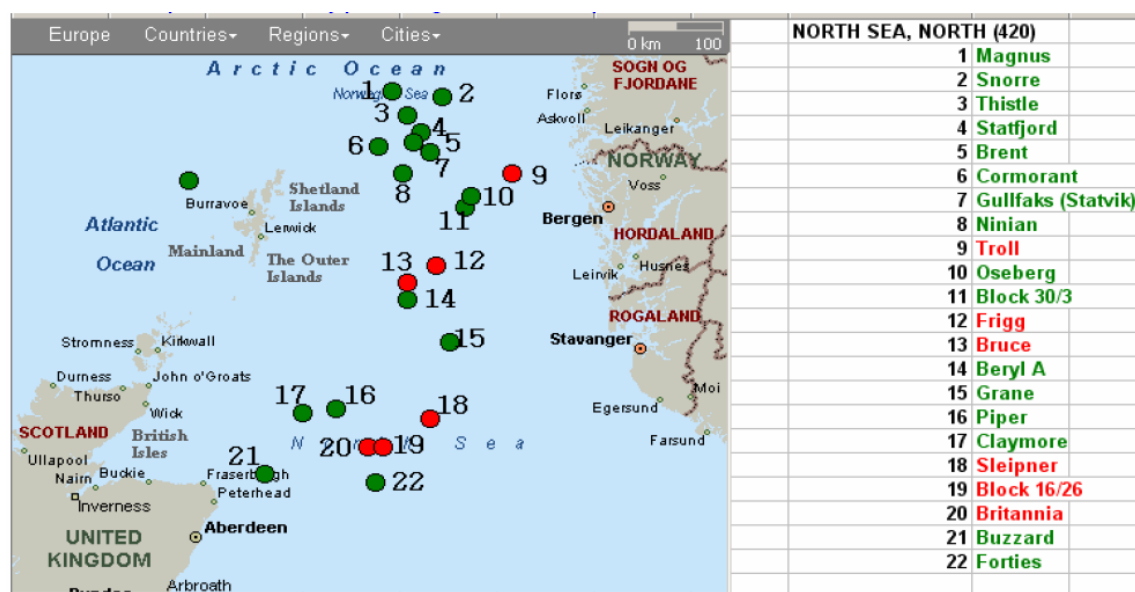 Europe Countries Regions Cities
0 km 100
Arctic Ocean
Norwegian Sea
SOGN OG
FJORDANE
Florø
Askvoll
Leikanger
1
2
3
4
5
6
7
8
9
NORWAY
Voss
Shetland
Islands
Burravoe
10
11
Bergen
Atlantic
Ocean
Lerwick
Mainland
HORDALAND
The Outer
Islands
13
12
Leirvik
Husnes
14
ROGALAND
15
Stavanger
Stromness
Kirkwall
Durness
John o'Groats
Thurso
Wick
17
16
18
Moi
Egersund
SCOTLAND
British
Isles
Farsund
20
19
Sea
Ullapool
21
Nairn
Buckie
Fraserburgh
22
Peterhead
Inverness
UNITED
KINGDOM
Aberdeen
Arbroath
Dundee
NORTH SEA, NORTH (420)
1 Magnus
2 Snorre
3 Thistle
4 Statfjord
5 Brent
6 Cormorant
7 Gullfaks (Statvik)
8 Ninian
9 Troll
10 Oseberg
11 Block 30/3
12 Frigg
13 Bruce
14 Beryl A
15 Grane
16 Piper
17 Claymore
18 Sleipner
19 Block 16/26
20 Britannia
21 Buzzard
22 Forties